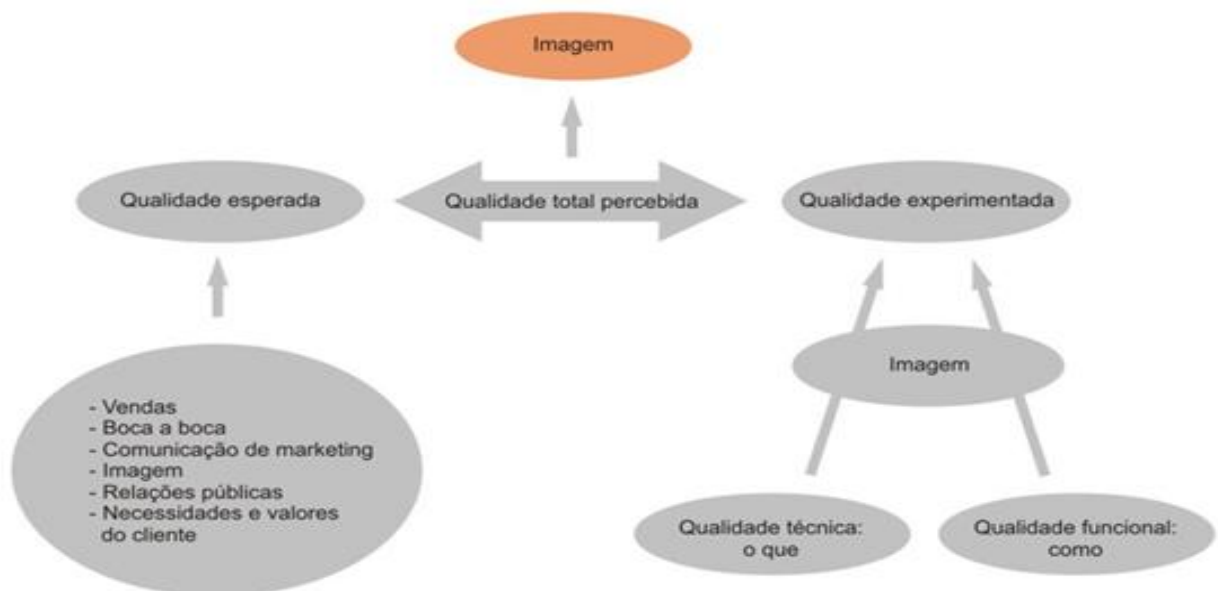 Imagem
Qualidade esperada
Qualidade total percebida
Qualidade experimentada
- Vendas
- Boca a boca
- Comunicação de marketing
- Imagem
- Relações públicas
- Necessidades e valores
do cliente
Imagem
Qualidade técnica:
o que
Qualidade funcional:
como